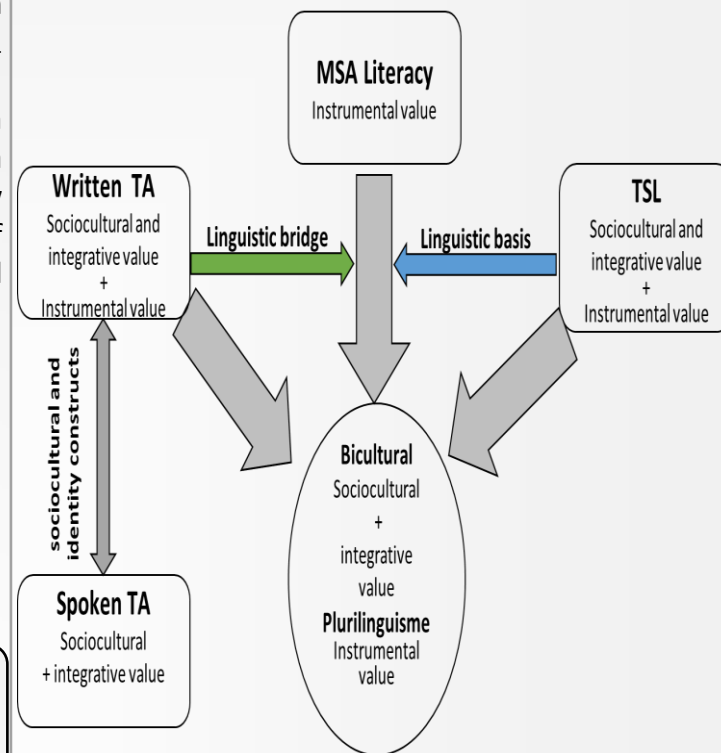 MSA Literacy
Instrumental value
Written TA
Sociocultural and
integrative value
+
Instrumental value
Linguistic bridge
Linguistic basis
TSL
Sociocultural and
integrative value
+
Instrumental value
sociocultural and
identity constructs
Bicultural
Sociocultural
+
integrative
value
Plurilinguisme
Instrumental
value
Spoken TA
Sociocultural
+ integrative value